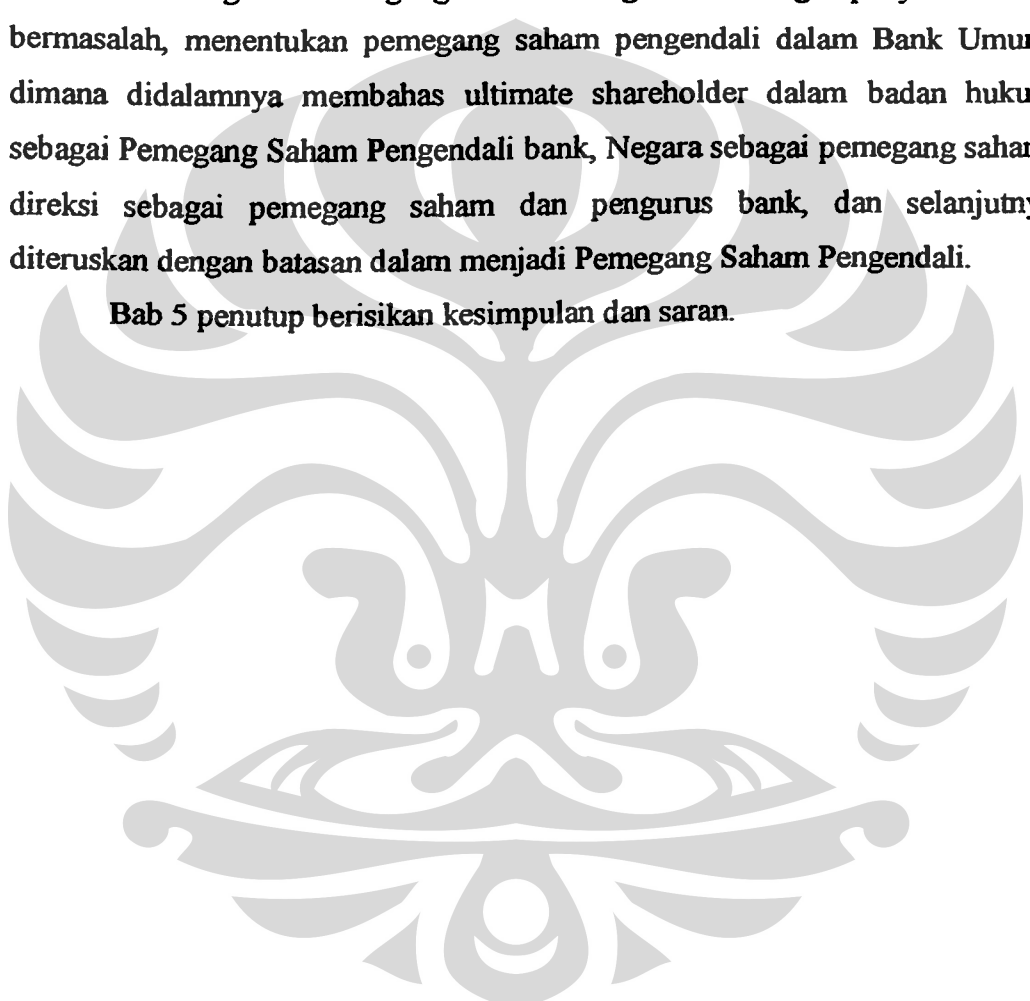 bermasalah, menentukan pemegang saham pengendali dalam Bank Umu
dimana didalamnya membahas ultimate shareholder dalam badan huku
sebagai Pemegang Saham Pengendali bank, Negara sebagai pemegang saha
direksi sebagai pemegang saham dan pengurus bank, dan selanjutny
diteruskan dengan batasan dalam menjadi Pemegang Saham Pengendali.
Bab 5 penutup berisikan kesimpulan dan saran.